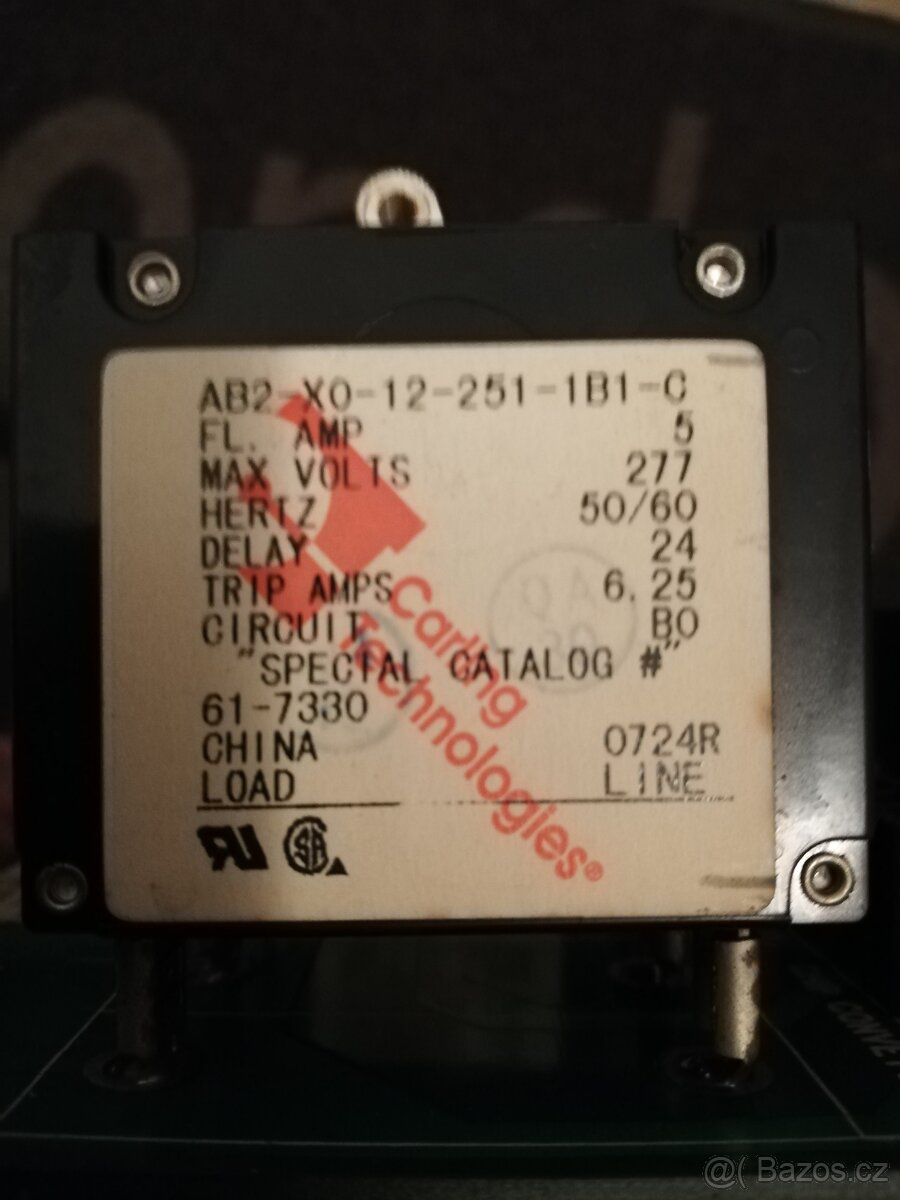 AB2-X0-12-251-1B1-C
FL. AMP 5
MAX VOLTS 277
HERTZ 50/60
DELAY 24
TRIP AMPS 6.25
CIRCUIT B0
"SPECIAL CATALOG #"
61-7330
CHINA 0724R
LOAD LINE
Carling
Technologies®
@( Bazos.cz